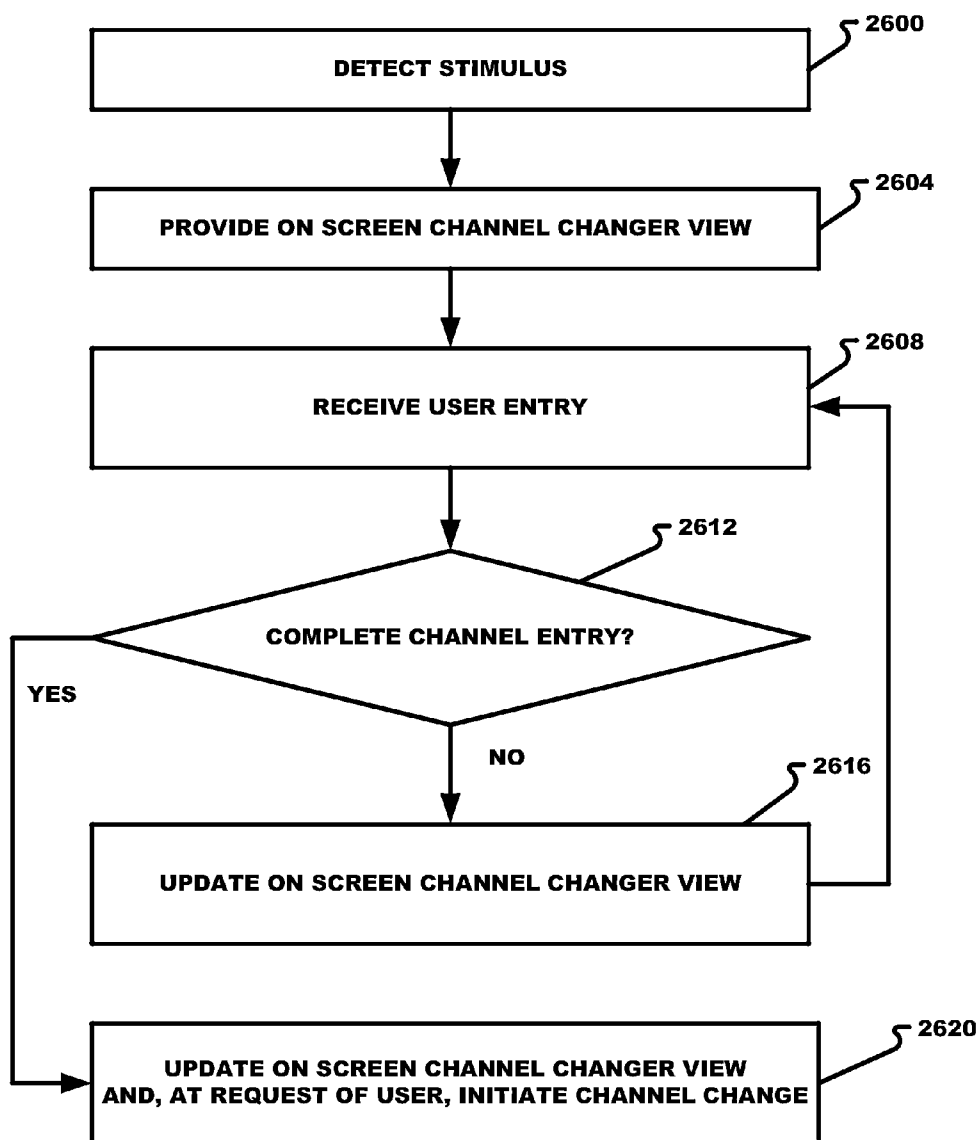 2600
DETECT STIMULUS
2604
PROVIDE ON SCREEN CHANNEL CHANGER VIEW
2608
RECEIVE USER ENTRY
2612
COMPLETE CHANNEL ENTRY?
YES
NO
2616
UPDATE ON SCREEN CHANNEL CHANGER VIEW
2620
UPDATE ON SCREEN CHANNEL CHANGER VIEW
AND, AT REQUEST OF USER, INITIATE CHANNEL CHANGE